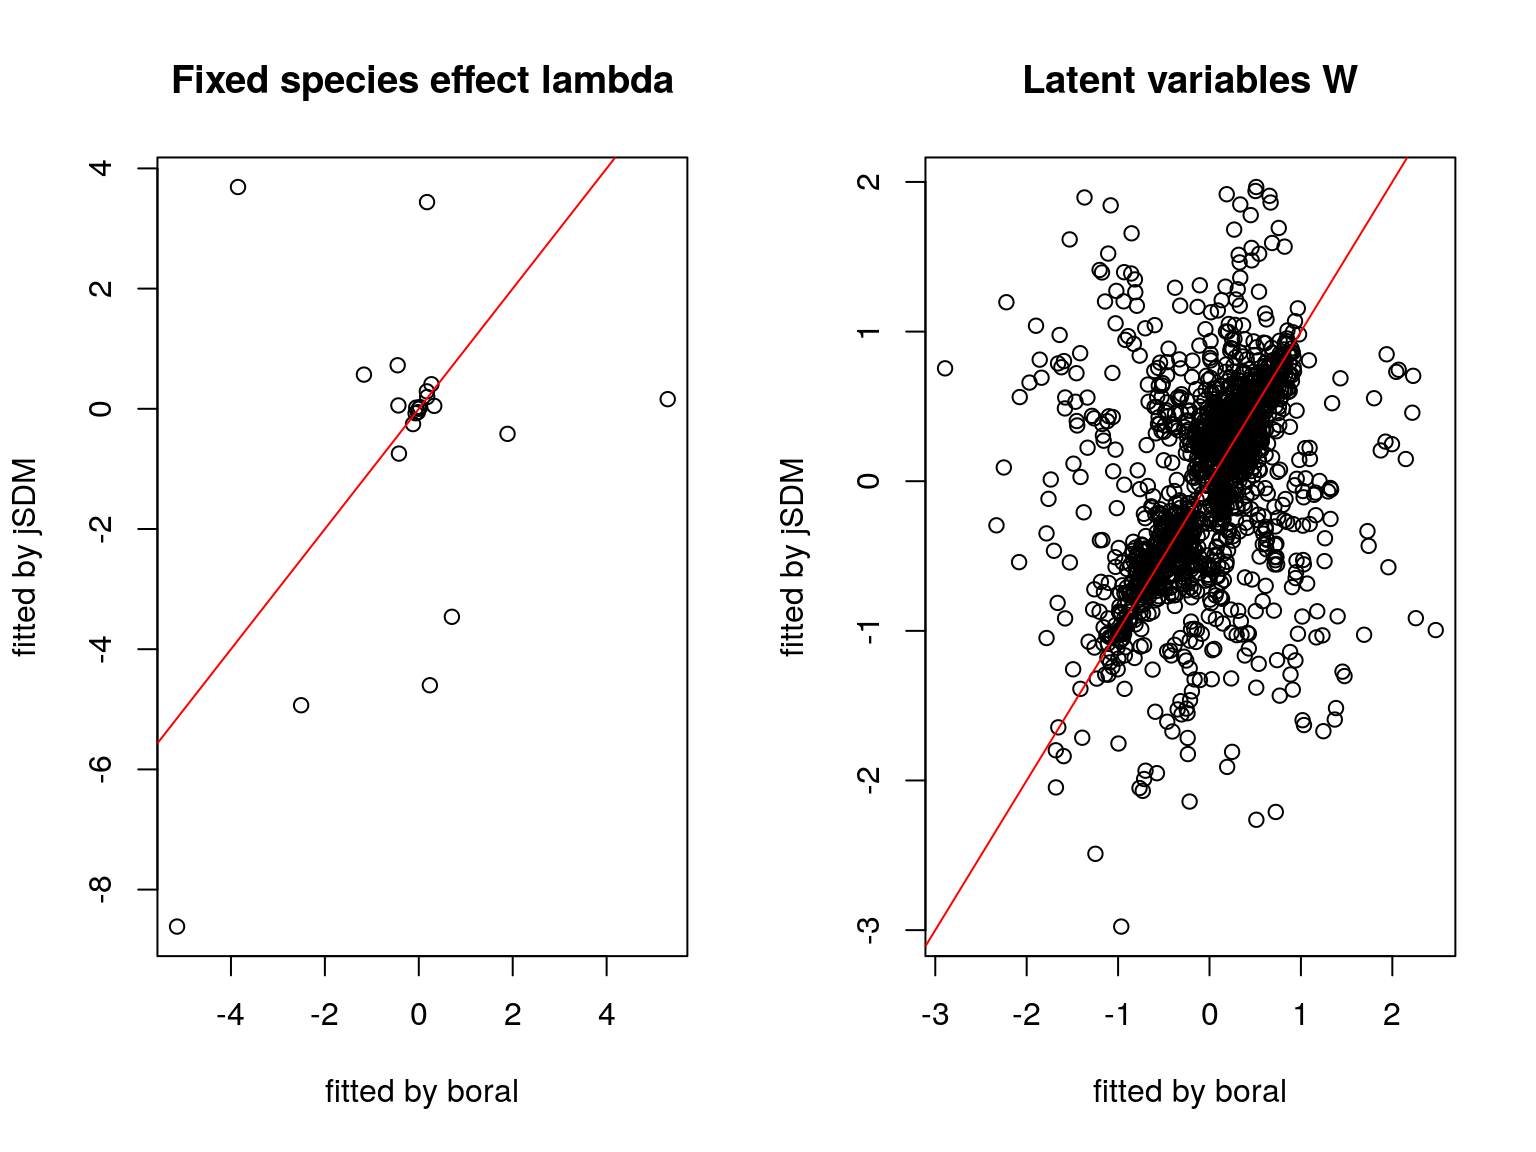 Fixed species effect lambda
fitted by jSDM
4
2
0
-2
-4
-6
-8
-4 -2 0 2 4
fitted by boral
Latent variables W
fitted by jSDM
2
1
0
-1
-2
-3
-3 -2 -1 0 1 2
fitted by boral